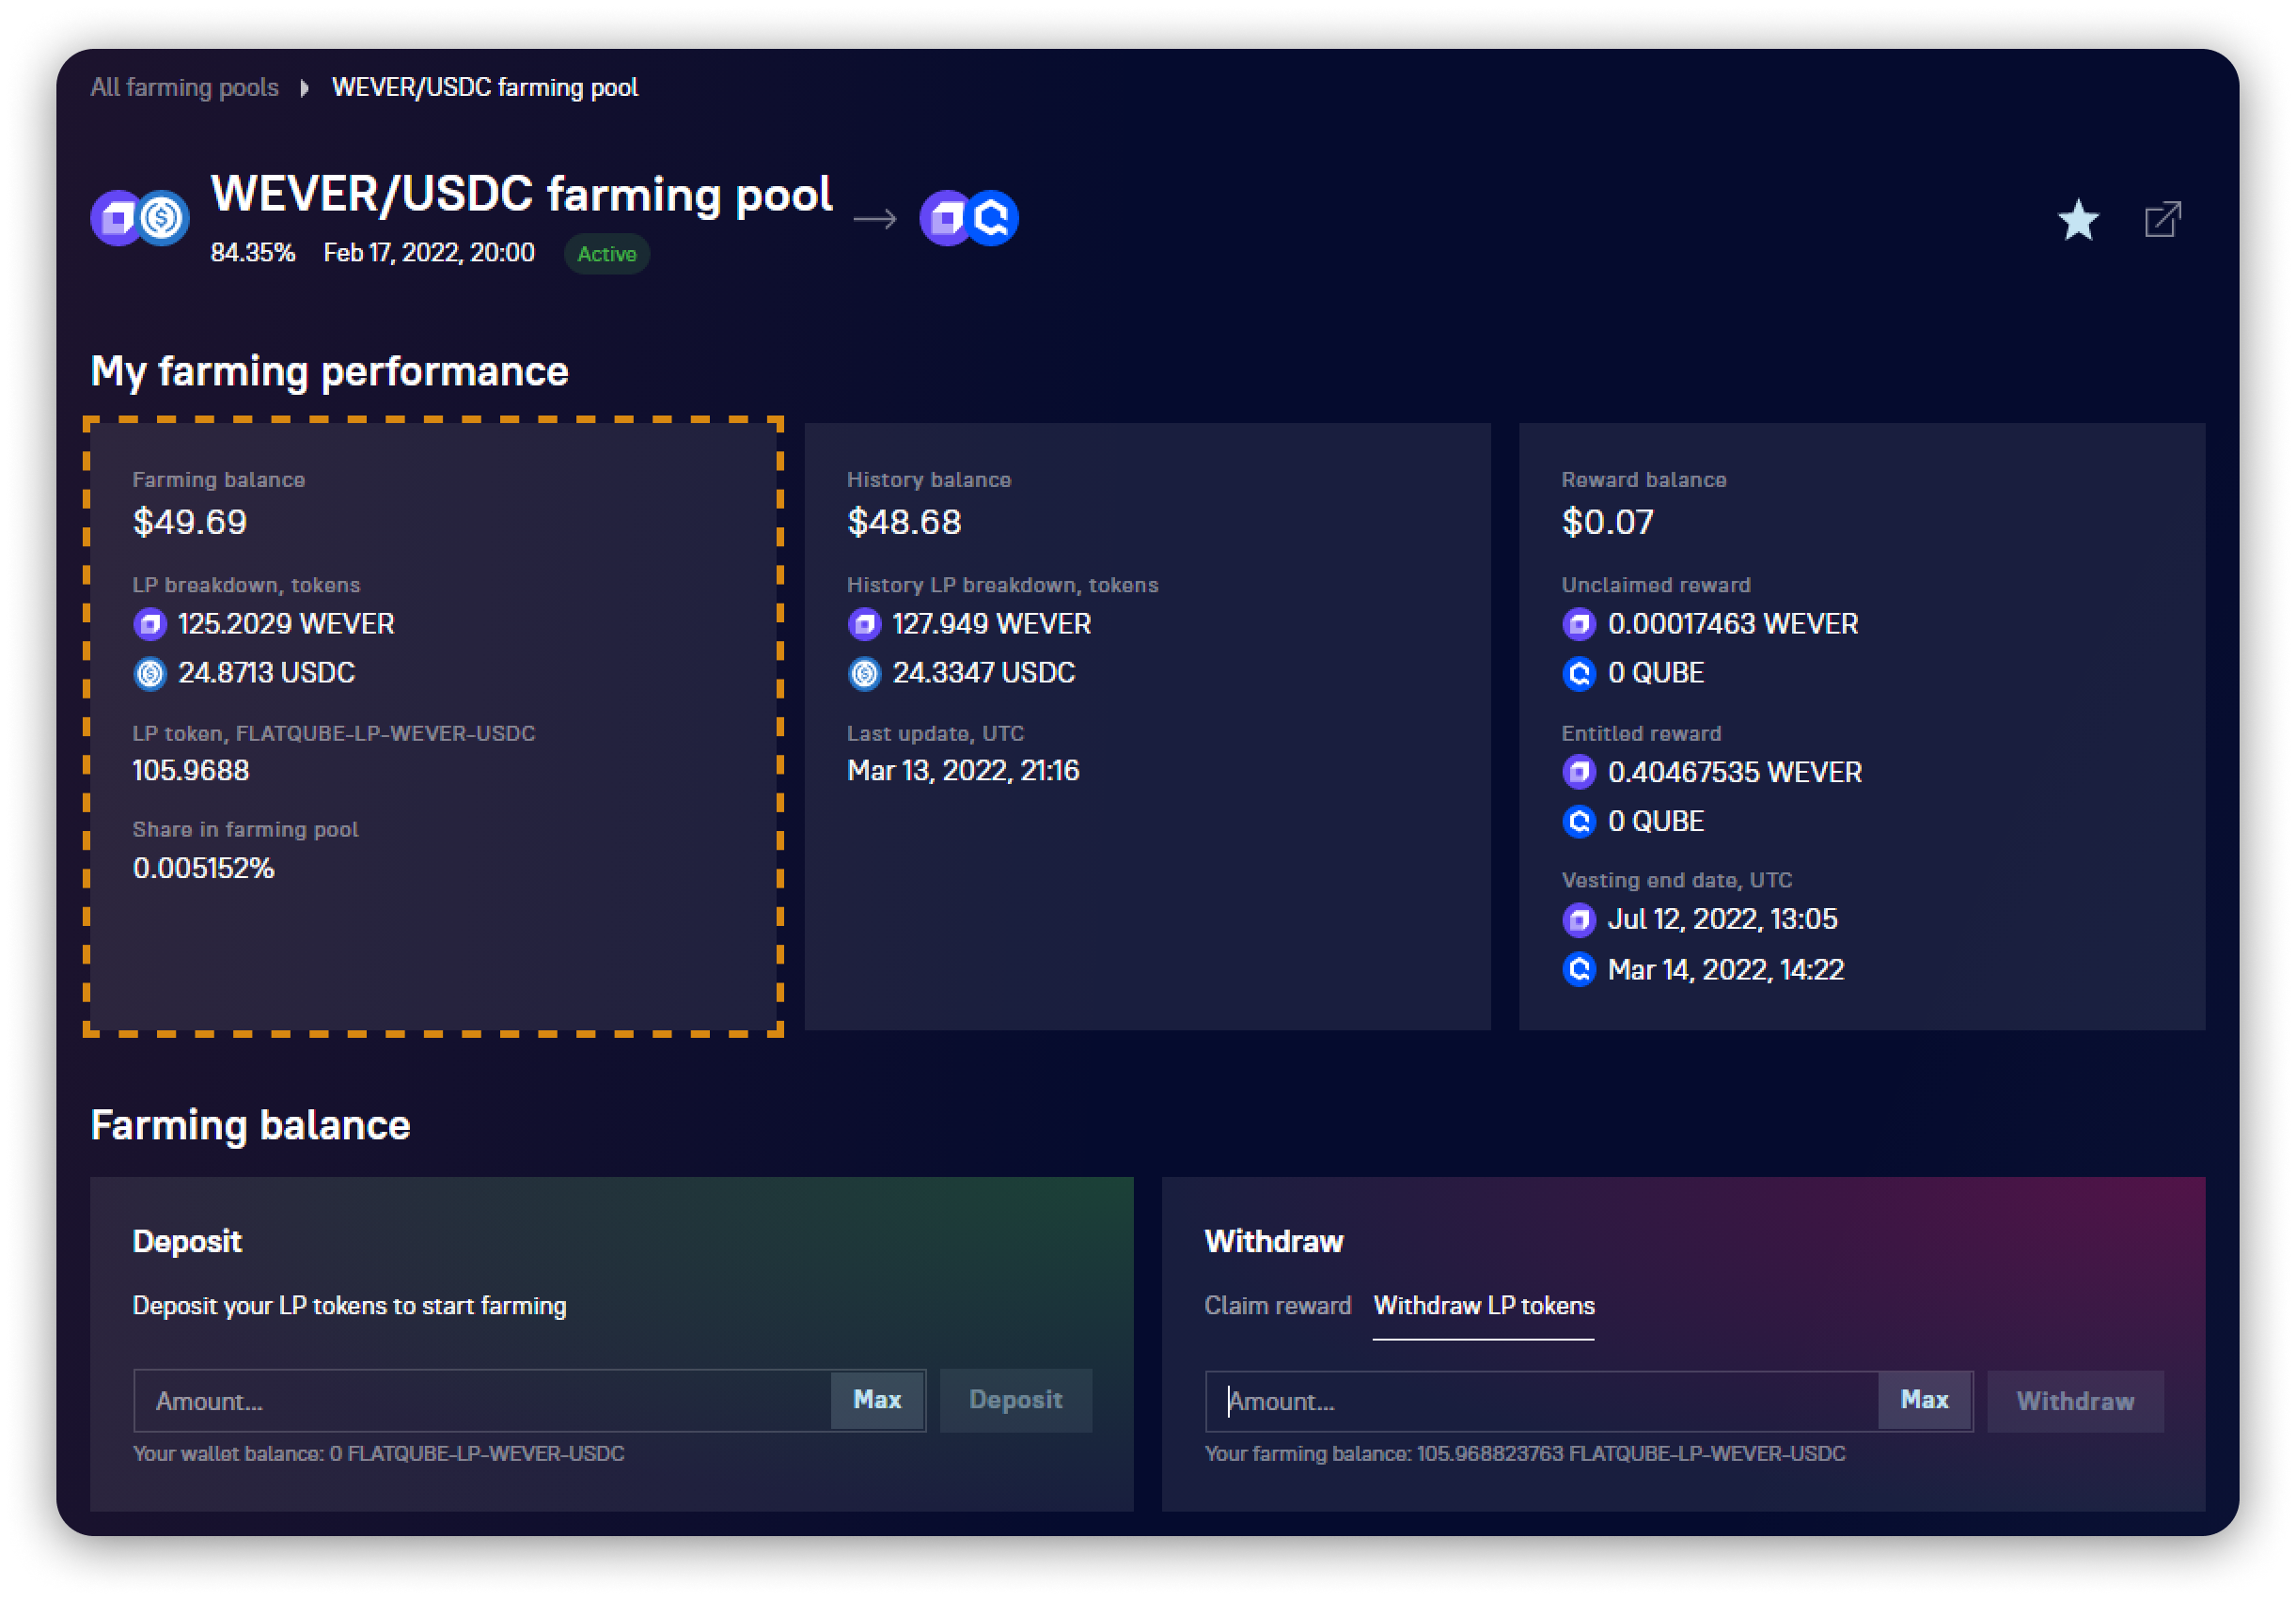 All farming pools
WEVER/USDC farming pool
WEVER/USDC farming pool
84.35% Feb 17, 2022, 20:00 Active
My farming performance
Farming balance
$49.69
LP breakdown, tokens
125.2029 WEVER
24.8713 USDC
LP token, FLATQUBE-LP-WEVER-USDC
105.9688
Share in farming pool
0.005152%
History balance
$48.68
History LP breakdown, tokens
127.949 WEVER
24.3347 USDC
Last update, UTC
Mar 13, 2022, 21:16
Reward balance
$0.07
Unclaimed reward
0.00017463 WEVER
0 QUBE
Entitled reward
0.40467535 WEVER
0 QUBE
Vesting end date, UTC
Jul 12, 2022, 13:05
Mar 14, 2022, 14:22
Farming balance
Deposit
Deposit your LP tokens to start farming
Amount... Max Deposit
Your wallet balance: 0 FLATQUBE-LP-WEVER-USDC
Withdraw
Claim reward Withdraw LP tokens
Amount... Max Withdraw
Your farming balance: 105.968823763 FLATQUBE-LP-WEVER-USDC